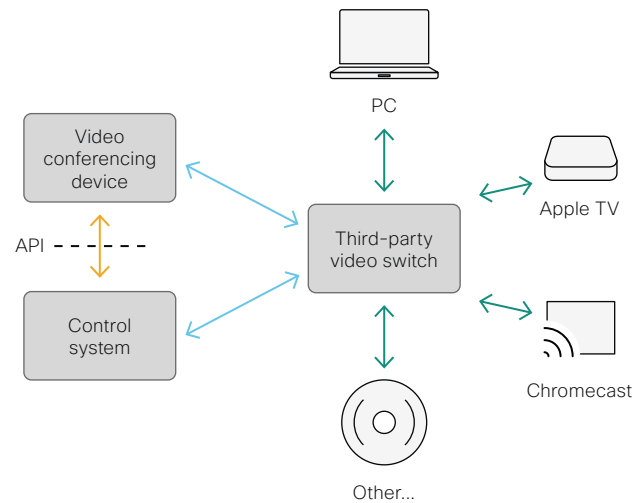 PC
Video
conferencing
device
Apple TV
API
Third-party
video switch
Control
system
Chromecast
Other...